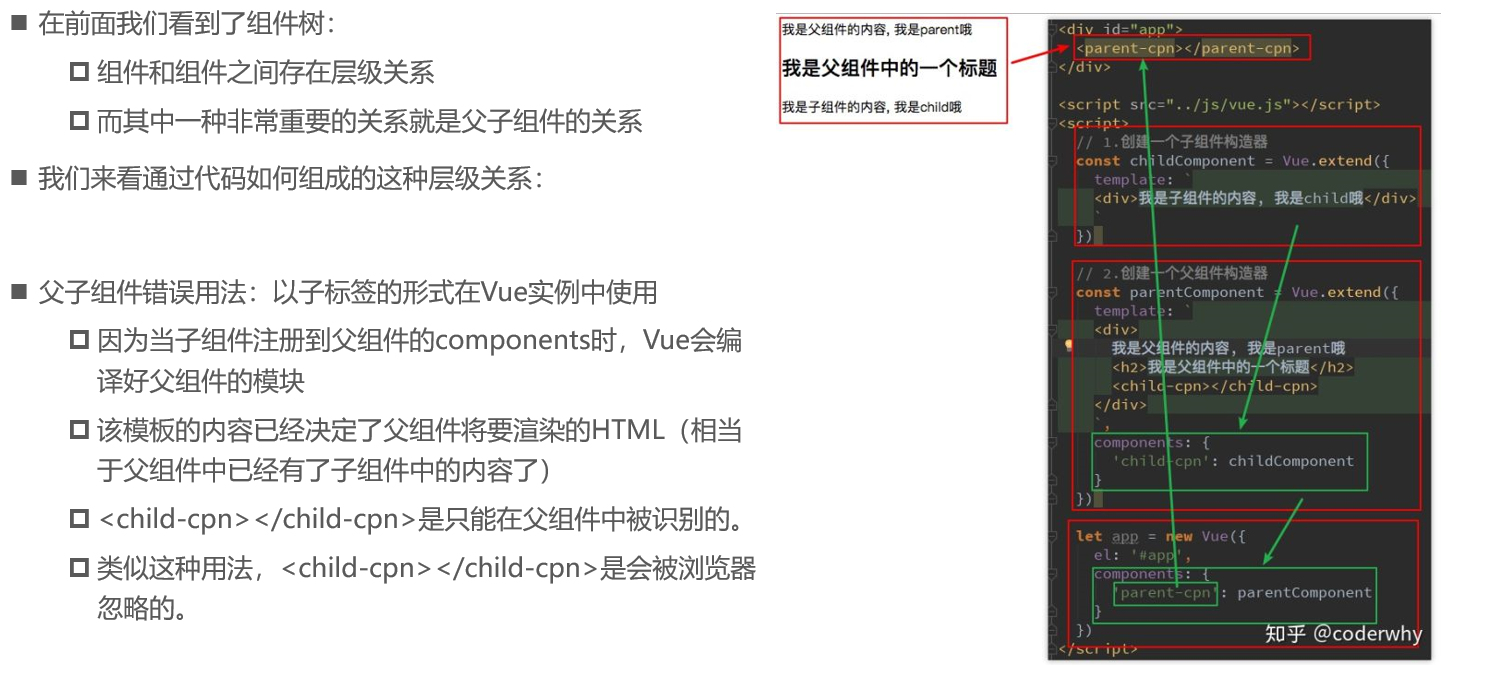 ■ 在前面我们看到了组件树：
组件和组件之间存在层级关系
而其中一种非常重要的关系就是父子组件的关系
■ 我们来看通过代码如何组成的这种层级关系：
■ 父子组件错误用法：以子标签的形式在Vue实例中使用
因为当子组件注册到父组件的components时，Vue会编
译好父组件的模块
该模板的内容已经决定了父组件将要渲染的HTML（相当
于父组件中已经有了子组件中的内容了）
<child-cpn></child-cpn>是只能在父组件中被识别的。
类似这种用法，<child-cpn></child-cpn>是会被浏览器
忽略的。
我是父组件的内容, 我是parent哦
我是父组件中的一个标题
我是子组件的内容, 我是child哦
<div id="app">
<parent-cpn></parent-cpn>
</div>
<script src="../js/vue.js"></script>
<script>
// 1.创建一个子组件构造器
const childComponent = Vue.extend({
template: `
<div>我是子组件的内容, 我是child哦</div>
`
})
// 2.创建一个父组件构造器
const parentComponent = Vue.extend({
template: `
<div>
我是父组件的内容, 我是parent哦
<h2>我是父组件中的一个标题</h2>
<child-cpn></child-cpn>
</div>
`,
components: {
'child-cpn': childComponent
}
})
let app = new Vue({
el: '#app',
components: {
'parent-cpn': parentComponent
}
})
</script>
知乎 @coderwhy